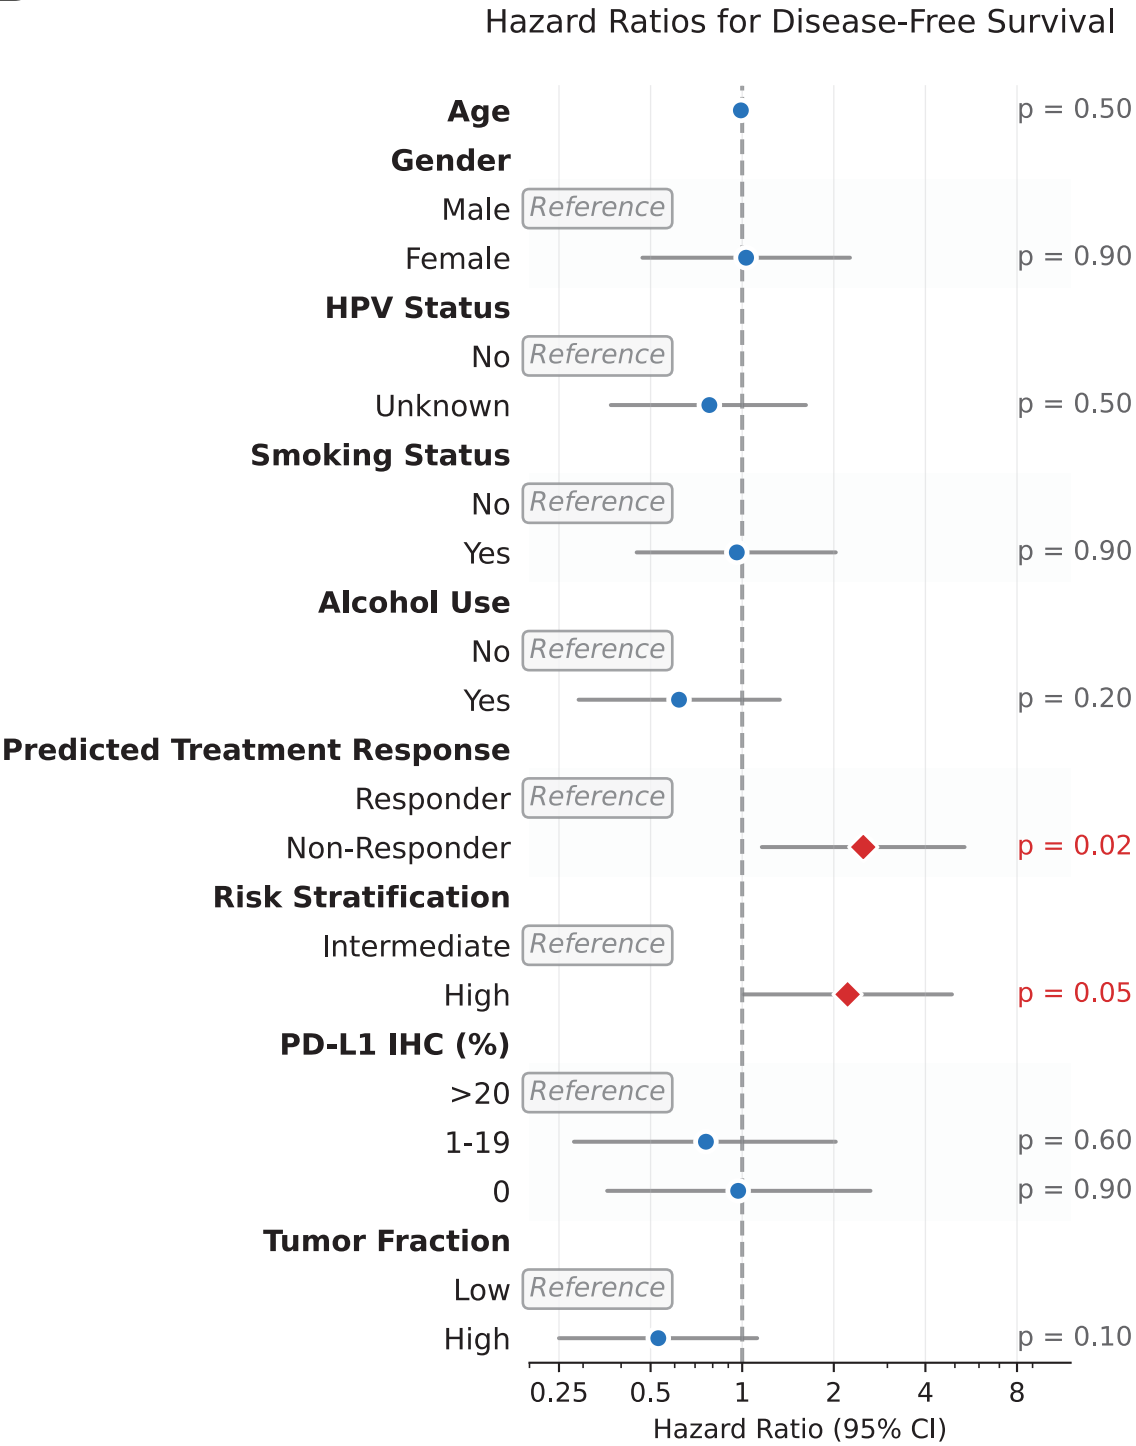 Hazard Ratios for Disease-Free Survival
Age p = 0.50
Gender
Male Reference
Female p = 0.90
HPV Status
No Reference
Unknown p = 0.50
Smoking Status
No Reference
Yes p = 0.90
Alcohol Use
No Reference
Yes p = 0.20
Predicted Treatment Response
Responder Reference
Non-Responder p = 0.02
Risk Stratification
Intermediate Reference
High p = 0.05
PD-L1 IHC (%)
>20 Reference
1-19 p = 0.60
0 p = 0.90
Tumor Fraction
Low Reference
High p = 0.10
0.25 0.5 1 2 4 8
Hazard Ratio (95% CI)